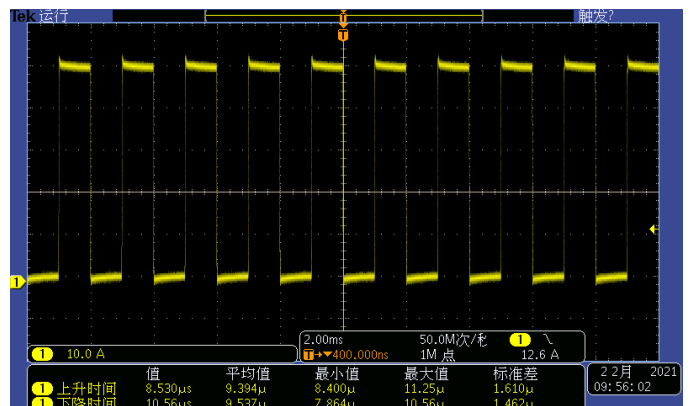 Tek 运行 触发?
T
T
1
1 10.0 A
2.00ms 50.0M次/秒 1
T→▼400.000ns 1M 点 12.6 A
值 平均值 最小值 最大值 标准差
1 上升时间 8.530μs 9.394μ 8.400μ 11.25μ 1.610μ
1 下降时间 10.56μs 9.537μ 7.864μ 10.56μ 1.462μ
2 2月 2021
09:56:02